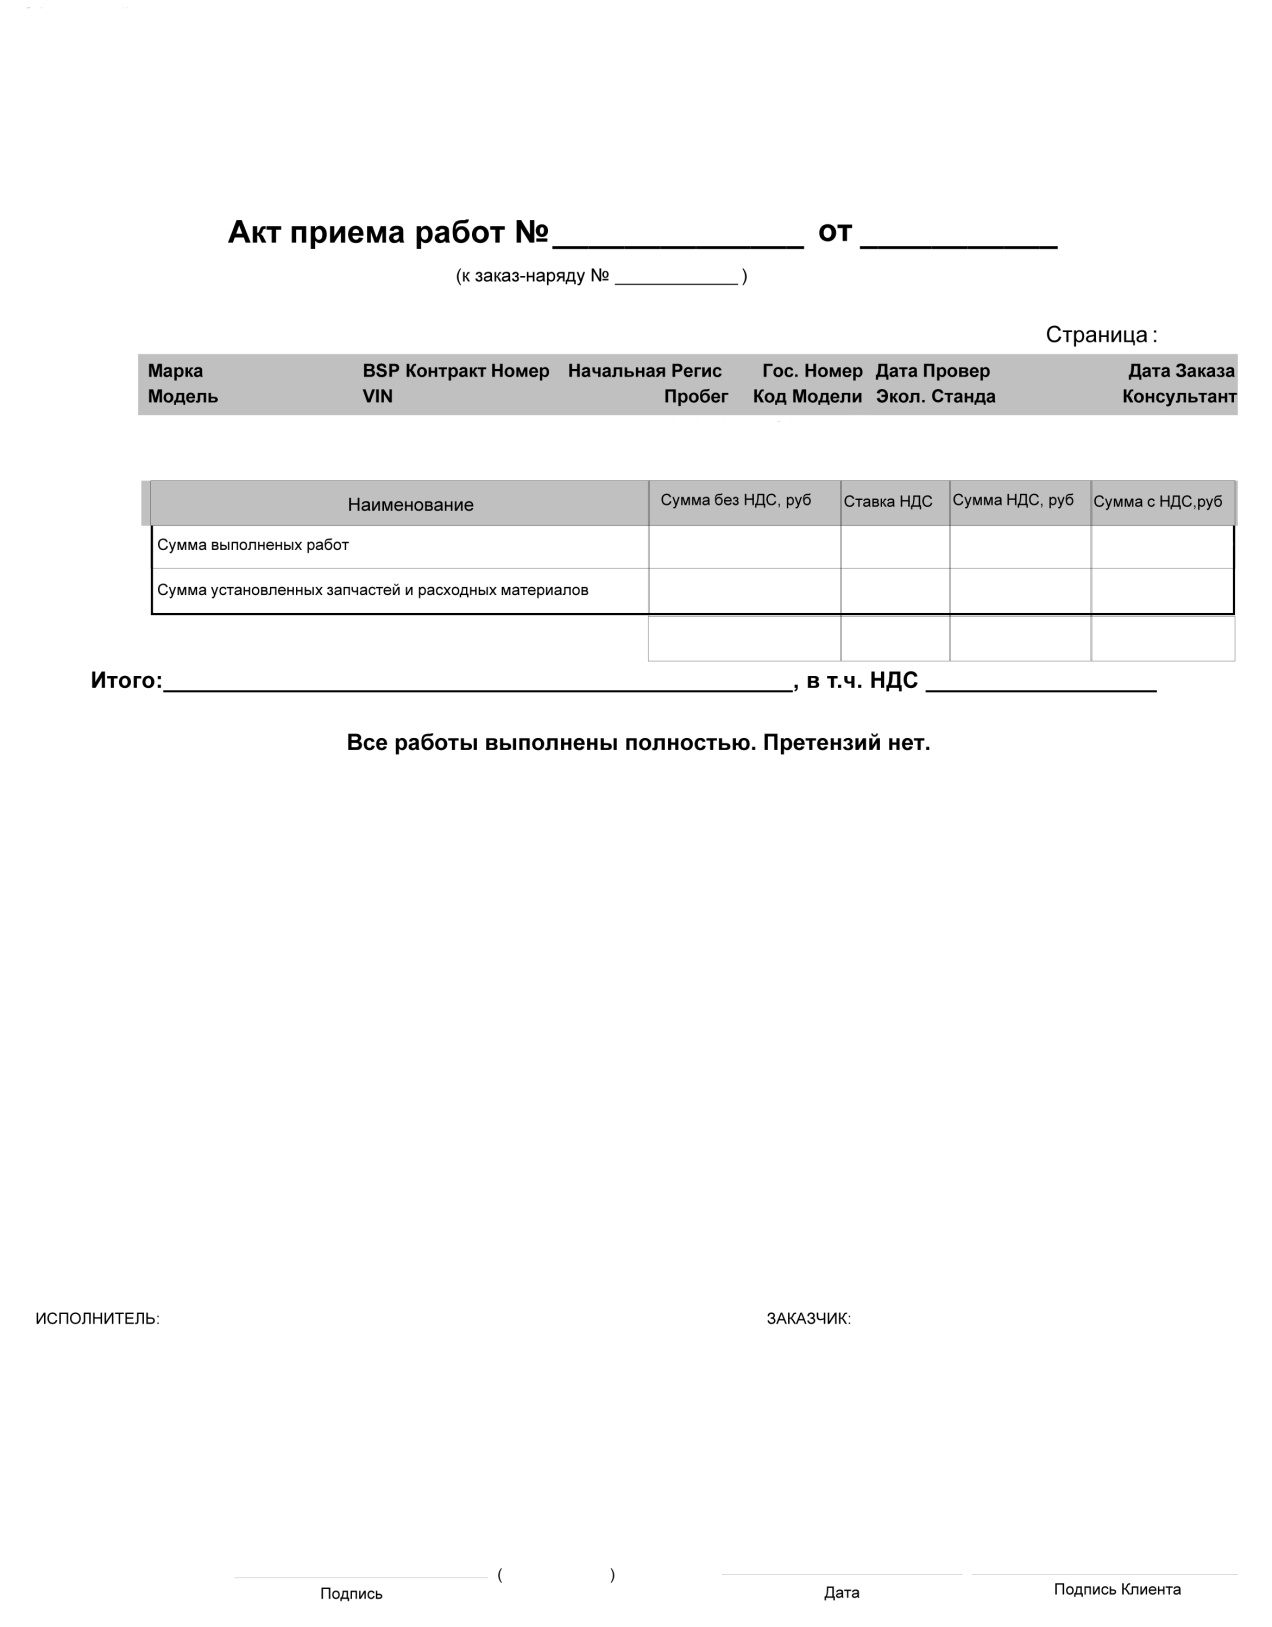 Акт приема работ №______________ от ___________
(к заказ-наряду № ____________ )
Страница :
Марка BSP Контракт Номер Начальная Регис Гос. Номер Дата Провер Дата Заказа
Модель VIN Пробег Код Модели Экол. Станда Консультант
Наименование Сумма без НДС, руб Ставка НДС Сумма НДС, руб Сумма с НДС,руб
Сумма выполненых работ
Сумма установленных запчастей и расходных материалов
Итого:__________________________________________, в т.ч. НДС _______________
Все работы выполнены полностью. Претензий нет.
ИСПОЛНИТЕЛЬ: ЗАКАЗЧИК:
( )
Подпись Дата Подпись Клиента